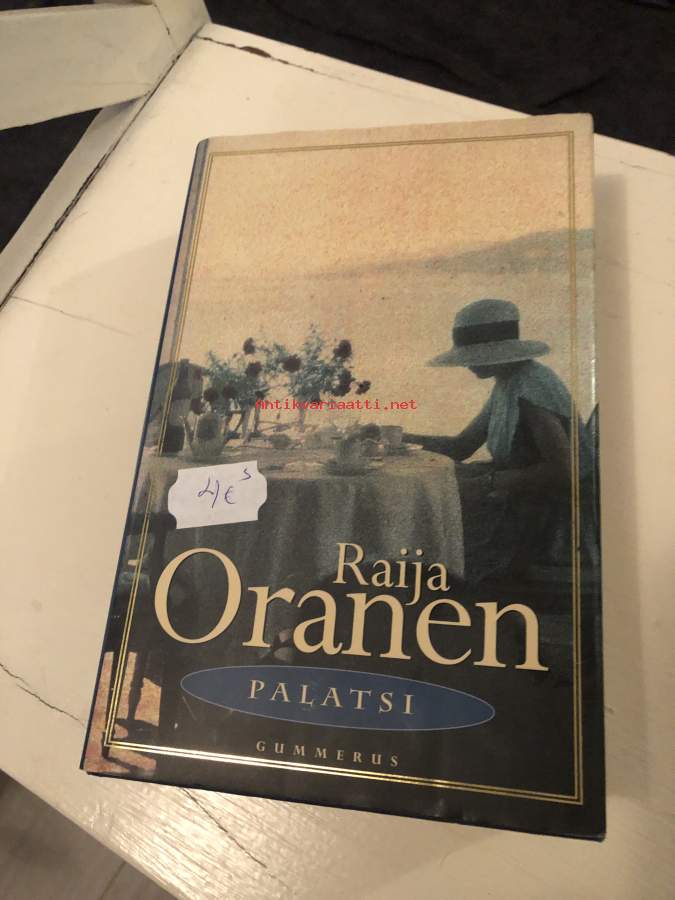 Antikvariaatti.net
4€ s
Raija
Oranen
PALATSI
GUMMERUS